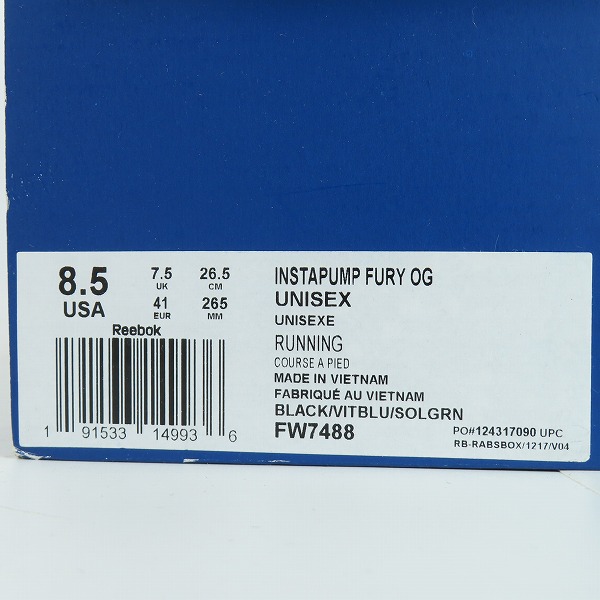 8.5
USA
7.5
UK
26.5
CM
41
EUR
265
MM
Reebok
1 91533 14993 6
INSTAPUMP FURY OG
UNISEX
UNISEXE
RUNNING
COURSE A PIED
MADE IN VIETNAM
FABRIQUÉ AU VIETNAM
BLACK/VITBLU/SOLGRN
FW7488
PO#124317090 UPC
RB-RABSBOX/1217/V04